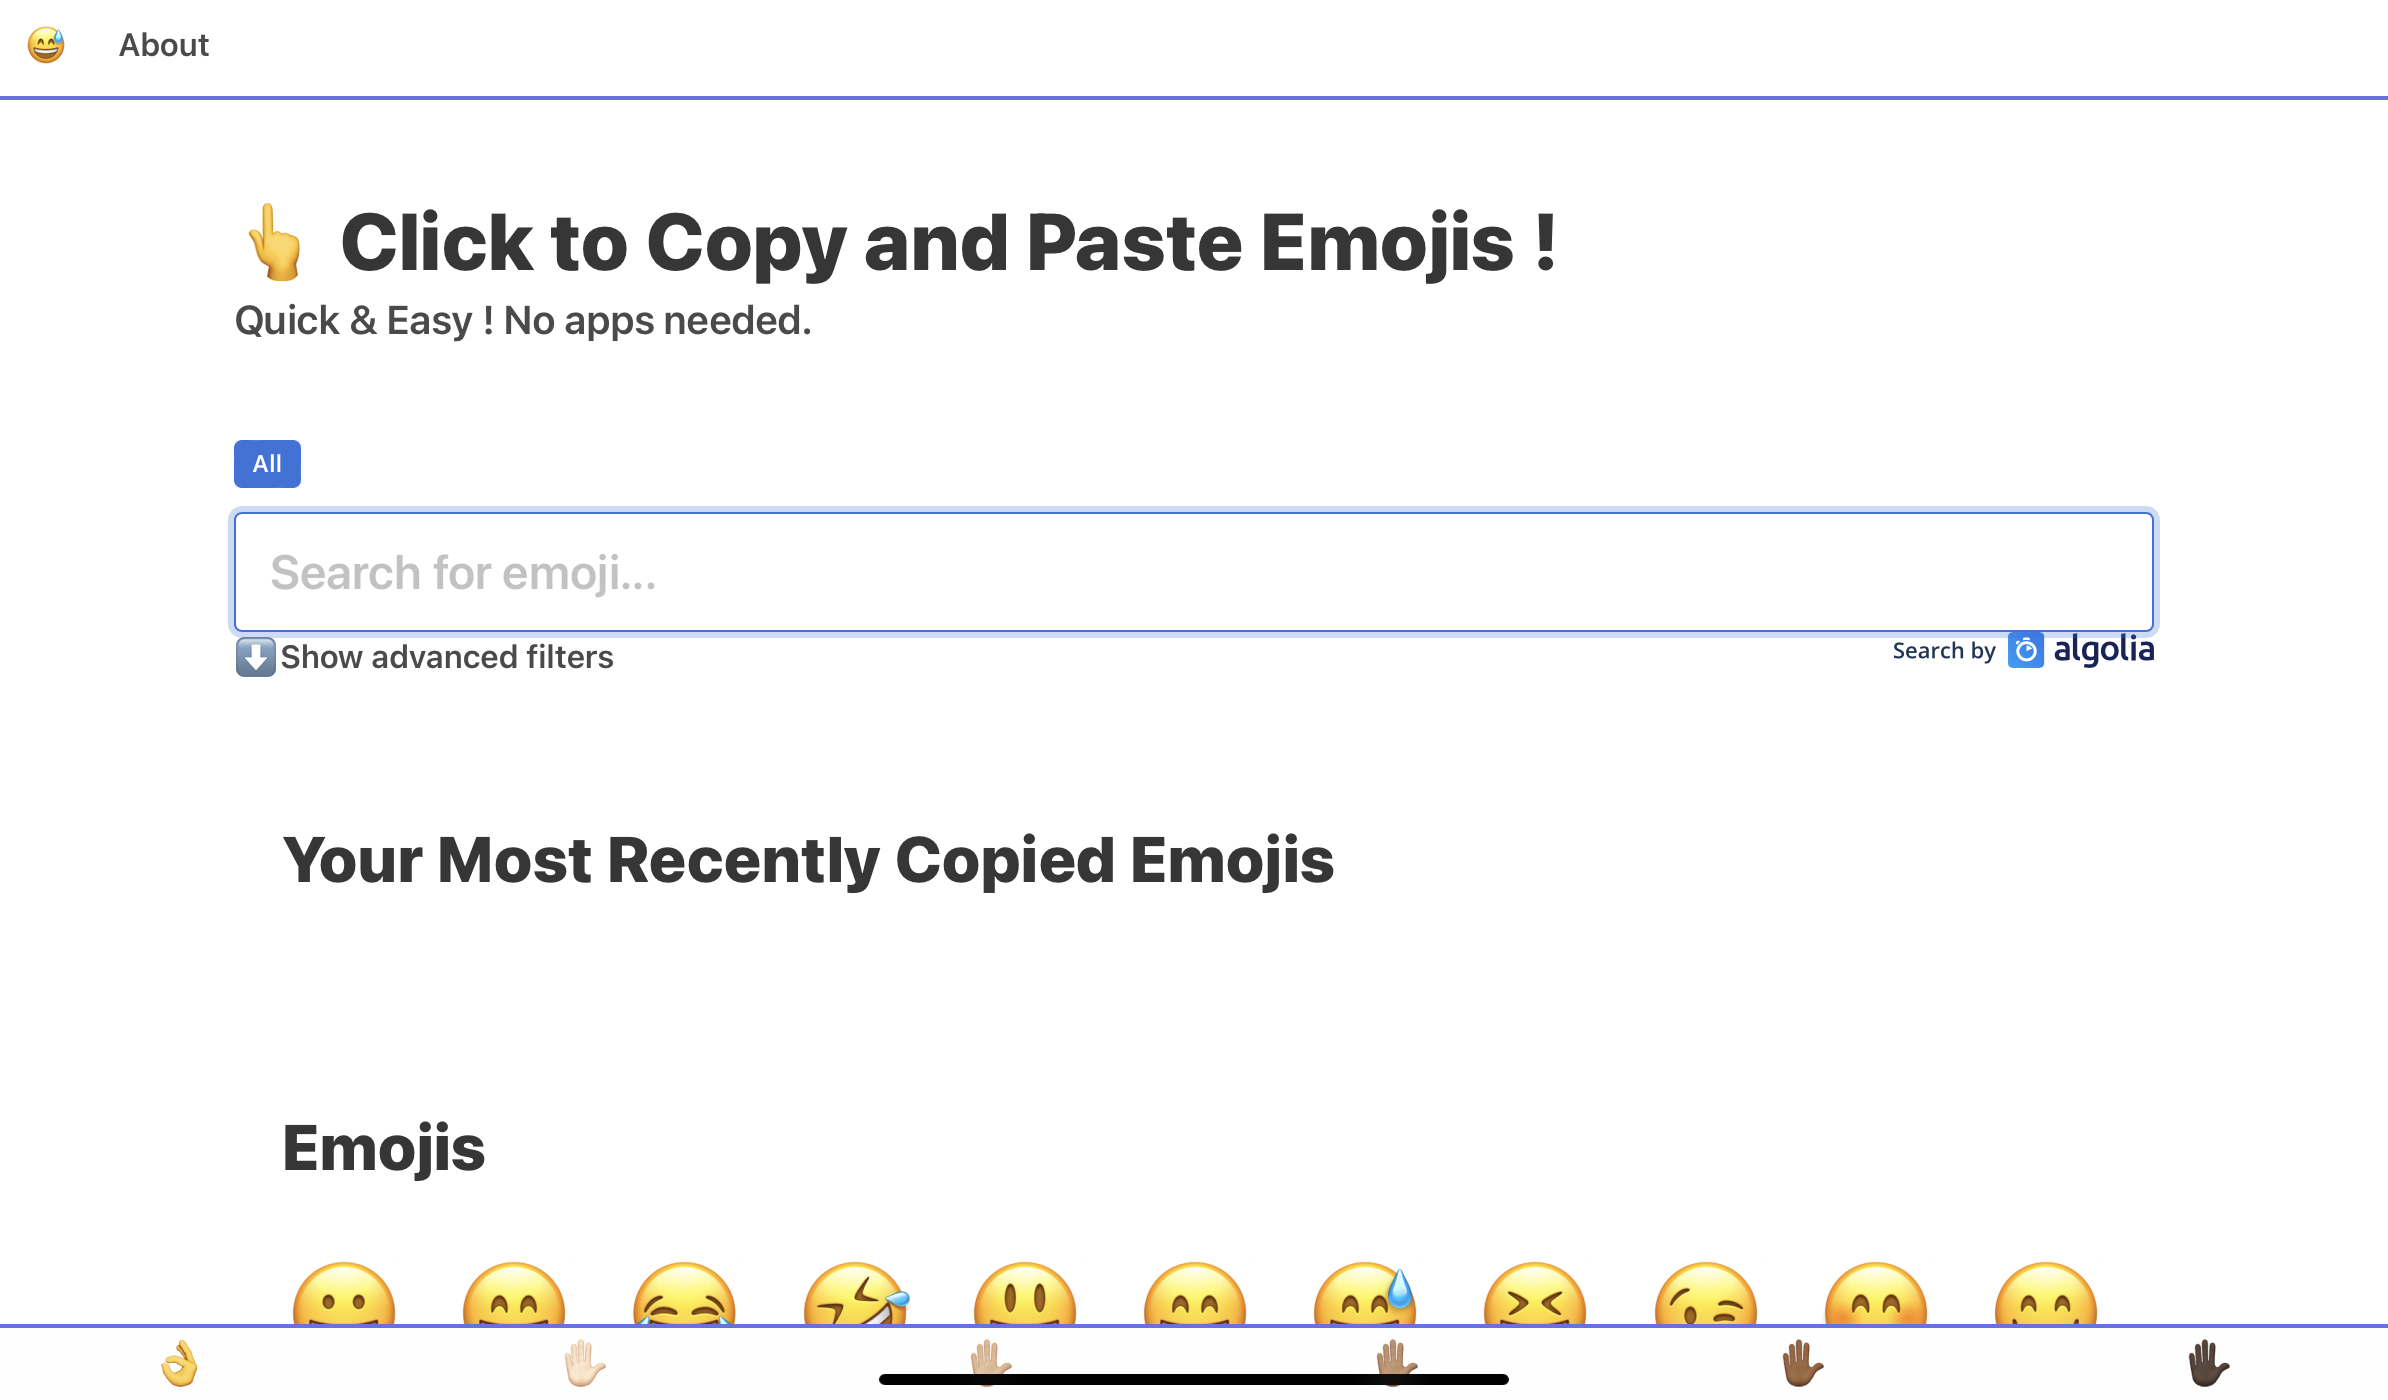 About
Click to Copy and Paste Emojis !
Quick & Easy ! No apps needed.
All
Search for emoji...
Show advanced filters
Search by algolia
Your Most Recently Copied Emojis
Emojis